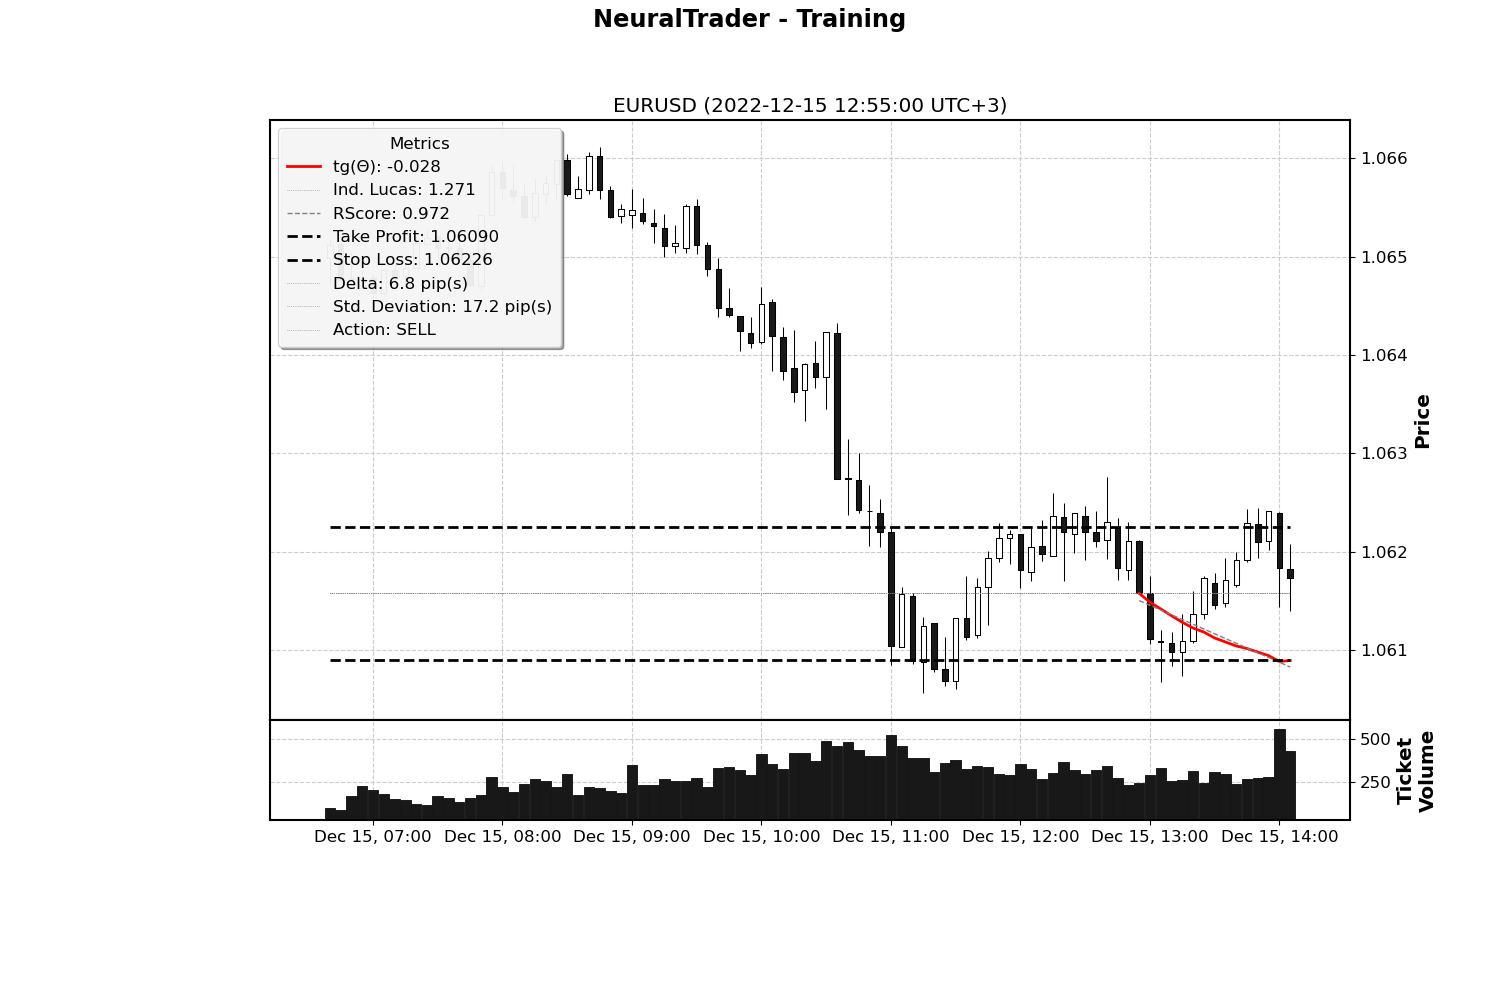 NeuralTrader - Training
EURUSD (2022-12-15 12:55:00 UTC+3)
Metrics
tg(Θ): -0.028
Ind. Lucas: 1.271
RScore: 0.972
Take Profit: 1.06090
Stop Loss: 1.06226
Delta: 6.8 pip(s)
Std. Deviation: 17.2 pip(s)
Action: SELL
1.066
1.065
1.064
1.063
1.062
1.061
Price
500
250
Ticket
Volume
Dec 15, 07:00
Dec 15, 08:00
Dec 15, 09:00
Dec 15, 10:00
Dec 15, 11:00
Dec 15, 12:00
Dec 15, 13:00
Dec 15, 14:00